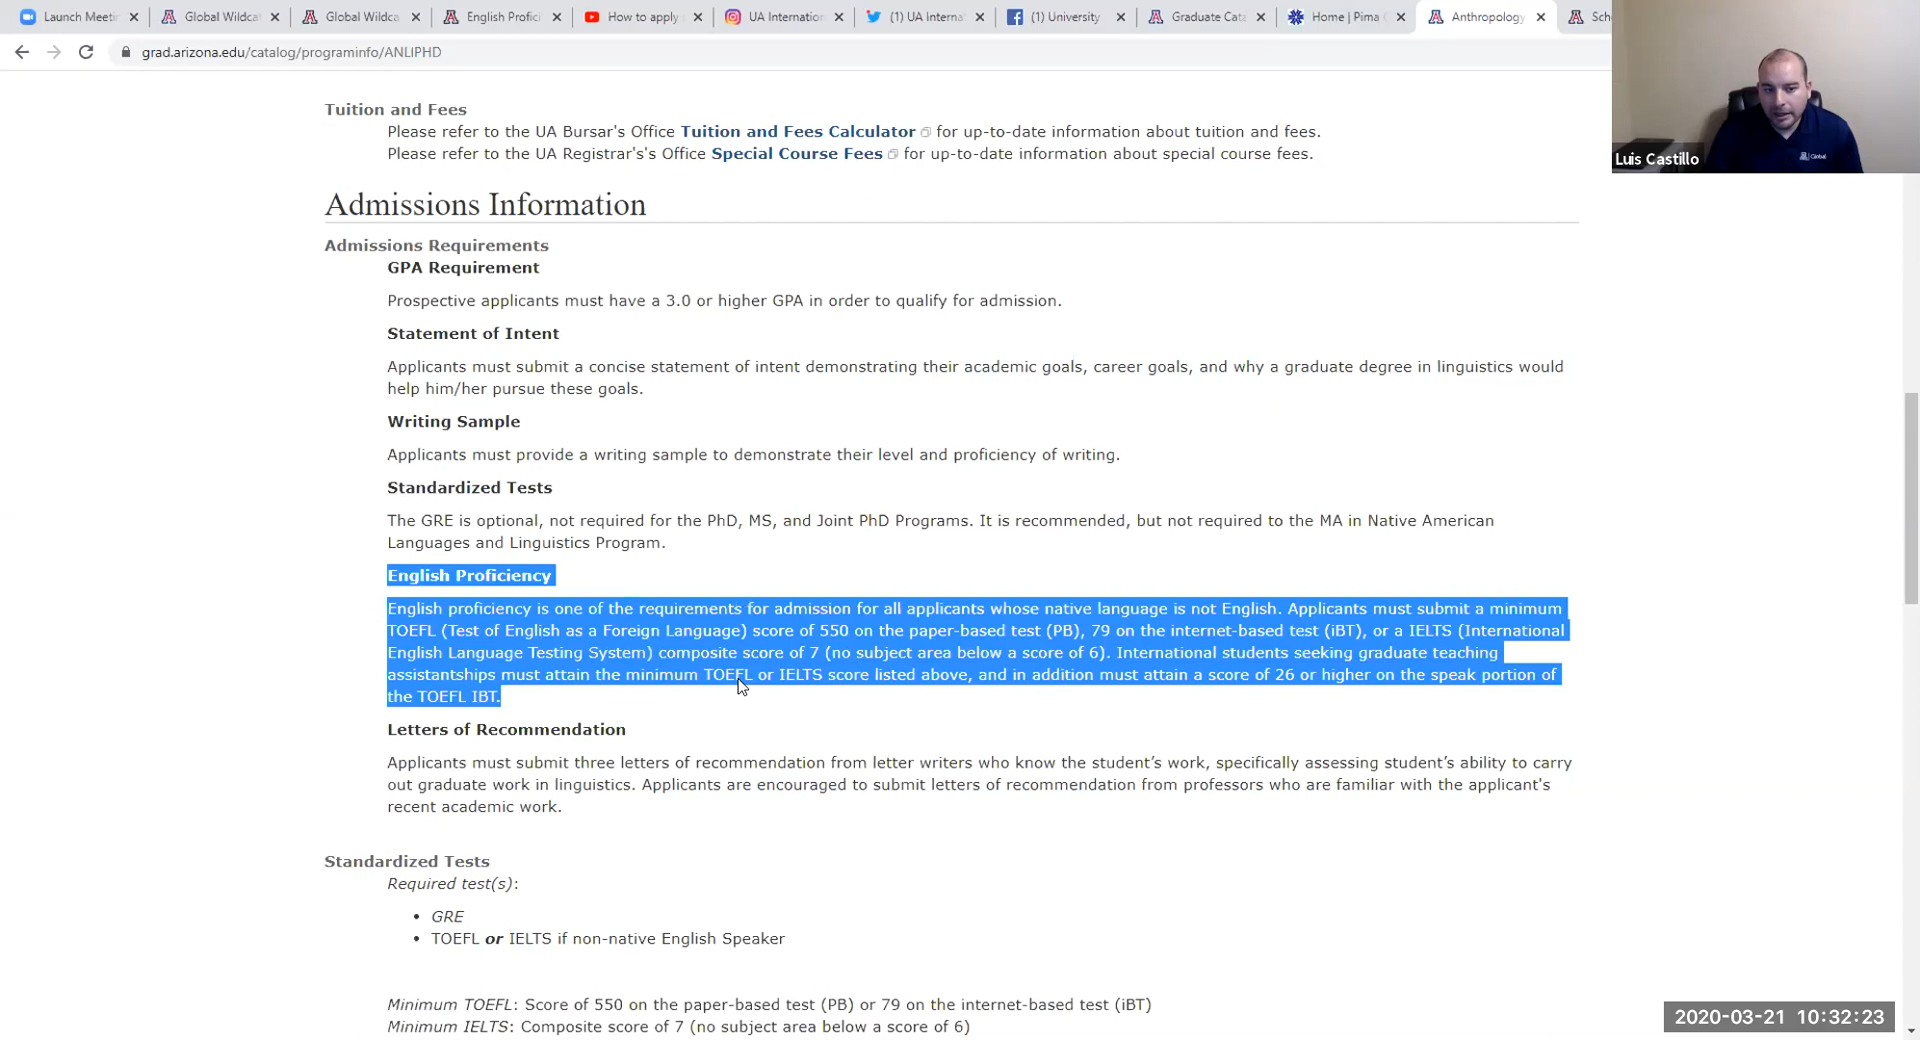 Launch Meeti
Global Wildca
Global Wildca
English Profic
How to apply
UA Internation
(1) UA Interna
(1) University
Graduate Cata
Home | Pima
Anthropology
Sch
grad.arizona.edu/catalog/programinfo/ANLIPHD
Luis Castillo
Global
Tuition and Fees
Please refer to the UA Bursar's Office Tuition and Fees Calculator for up-to-date information about tuition and fees.
Please refer to the UA Registrar's's Office Special Course Fees for up-to-date information about special course fees.
Admissions Information
Admissions Requirements
GPA Requirement
Prospective applicants must have a 3.0 or higher GPA in order to qualify for admission.
Statement of Intent
Applicants must submit a concise statement of intent demonstrating their academic goals, career goals, and why a graduate degree in linguistics would
help him/her pursue these goals.
Writing Sample
Applicants must provide a writing sample to demonstrate their level and proficiency of writing.
Standardized Tests
The GRE is optional, not required for the PhD, MS, and Joint PhD Programs. It is recommended, but not required to the MA in Native American
Languages and Linguistics Program.
English Proficiency
English proficiency is one of the requirements for admission for all applicants whose native language is not English. Applicants must submit a minimum
TOEFL (Test of English as a Foreign Language) score of 550 on the paper-based test (PB), 79 on the internet-based test (iBT), or a IELTS (International
English Language Testing System) composite score of 7 (no subject area below a score of 6). International students seeking graduate teaching
assistantships must attain the minimum TOEFL or IELTS score listed above, and in addition must attain a score of 26 or higher on the speak portion of
the TOEFL IBT.
Letters of Recommendation
Applicants must submit three letters of recommendation from letter writers who know the student’s work, specifically assessing student’s ability to carry
out graduate work in linguistics. Applicants are encouraged to submit letters of recommendation from professors who are familiar with the applicant's
recent academic work.
Standardized Tests
Required test(s):
• GRE
• TOEFL or IELTS if non-native English Speaker
Minimum TOEFL: Score of 550 on the paper-based test (PB) or 79 on the internet-based test (iBT)
Minimum IELTS: Composite score of 7 (no subject area below a score of 6)
2020-03-21 10:32:23